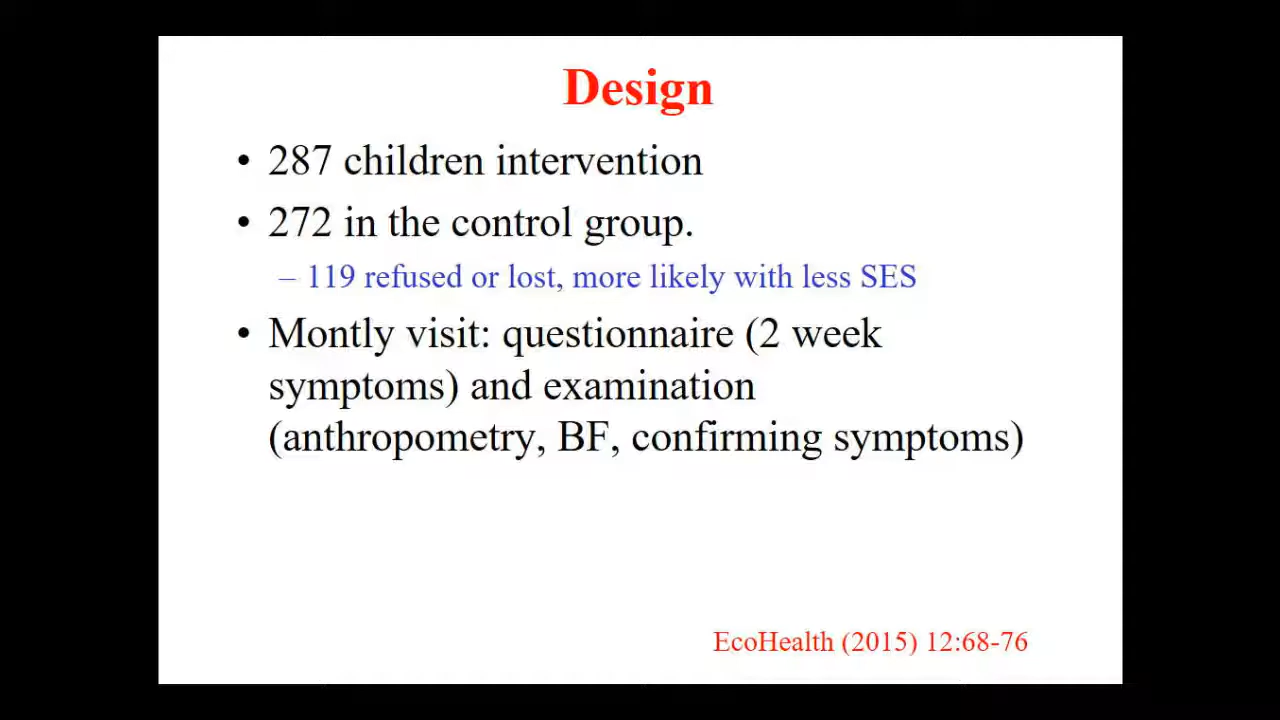 Design
• 287 children intervention
• 272 in the control group.
– 119 refused or lost, more likely with less SES
• Montly visit: questionnaire (2 week
symptoms) and examination
(anthropometry, BF, confirming symptoms)
EcoHealth (2015) 12:68-76